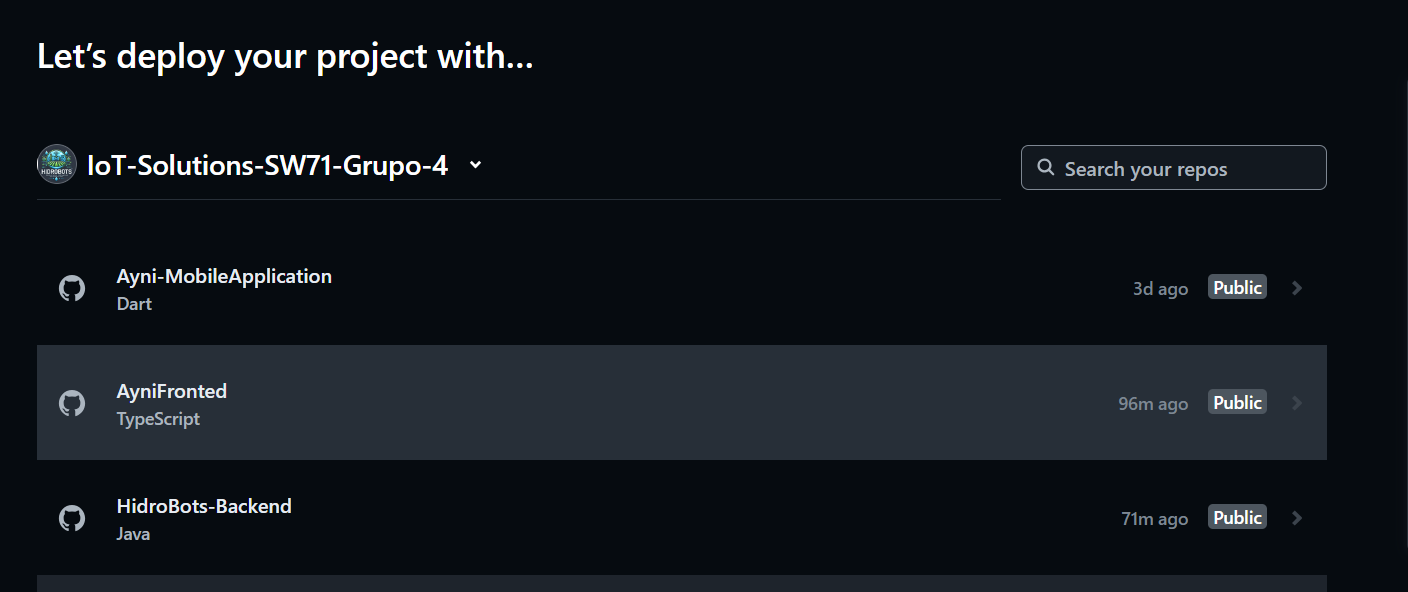 Let's deploy your project with...
HIDROBOTS
IoT-Solutions-SW71-Grupo-4
Search your repos
Ayni-MobileApplication
Dart
3d ago
Public
AyniFronted
TypeScript
96m ago
Public
HidroBots-Backend
Java
71m ago
Public